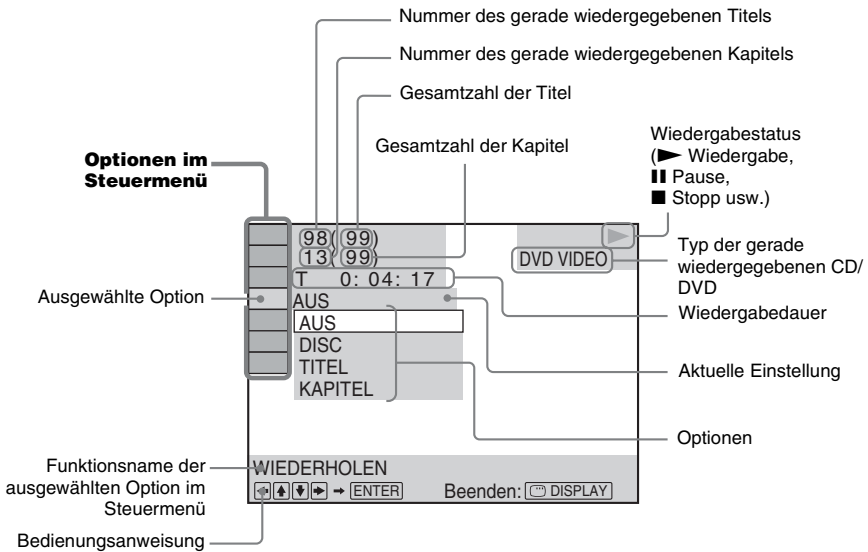 Nummer des gerade wiedergegebenen Titels
Nummer des gerade wiedergegebenen Kapitels
Gesamtzahl der Titel
Gesamtzahl der Kapitel
Wiedergabestatus
(► Wiedergabe,
❚❚ Pause,
■ Stopp usw.)
Optionen im
Steuermenü
98( 99)
13( 99)
T 0: 04: 17
DVD VIDEO
Typ der gerade
wiedergegebenen CD/
DVD
Wiedergabedauer
Ausgewählte Option
AUS
AUS
DISC
TITEL
KAPITEL
Aktuelle Einstellung
Optionen
Funktionsname der
ausgewählten Option im
Steuermenü
WIEDERHOLEN
← ↑ ↓ → → ENTER Beenden: DISPLAY
Bedienungsanweisung